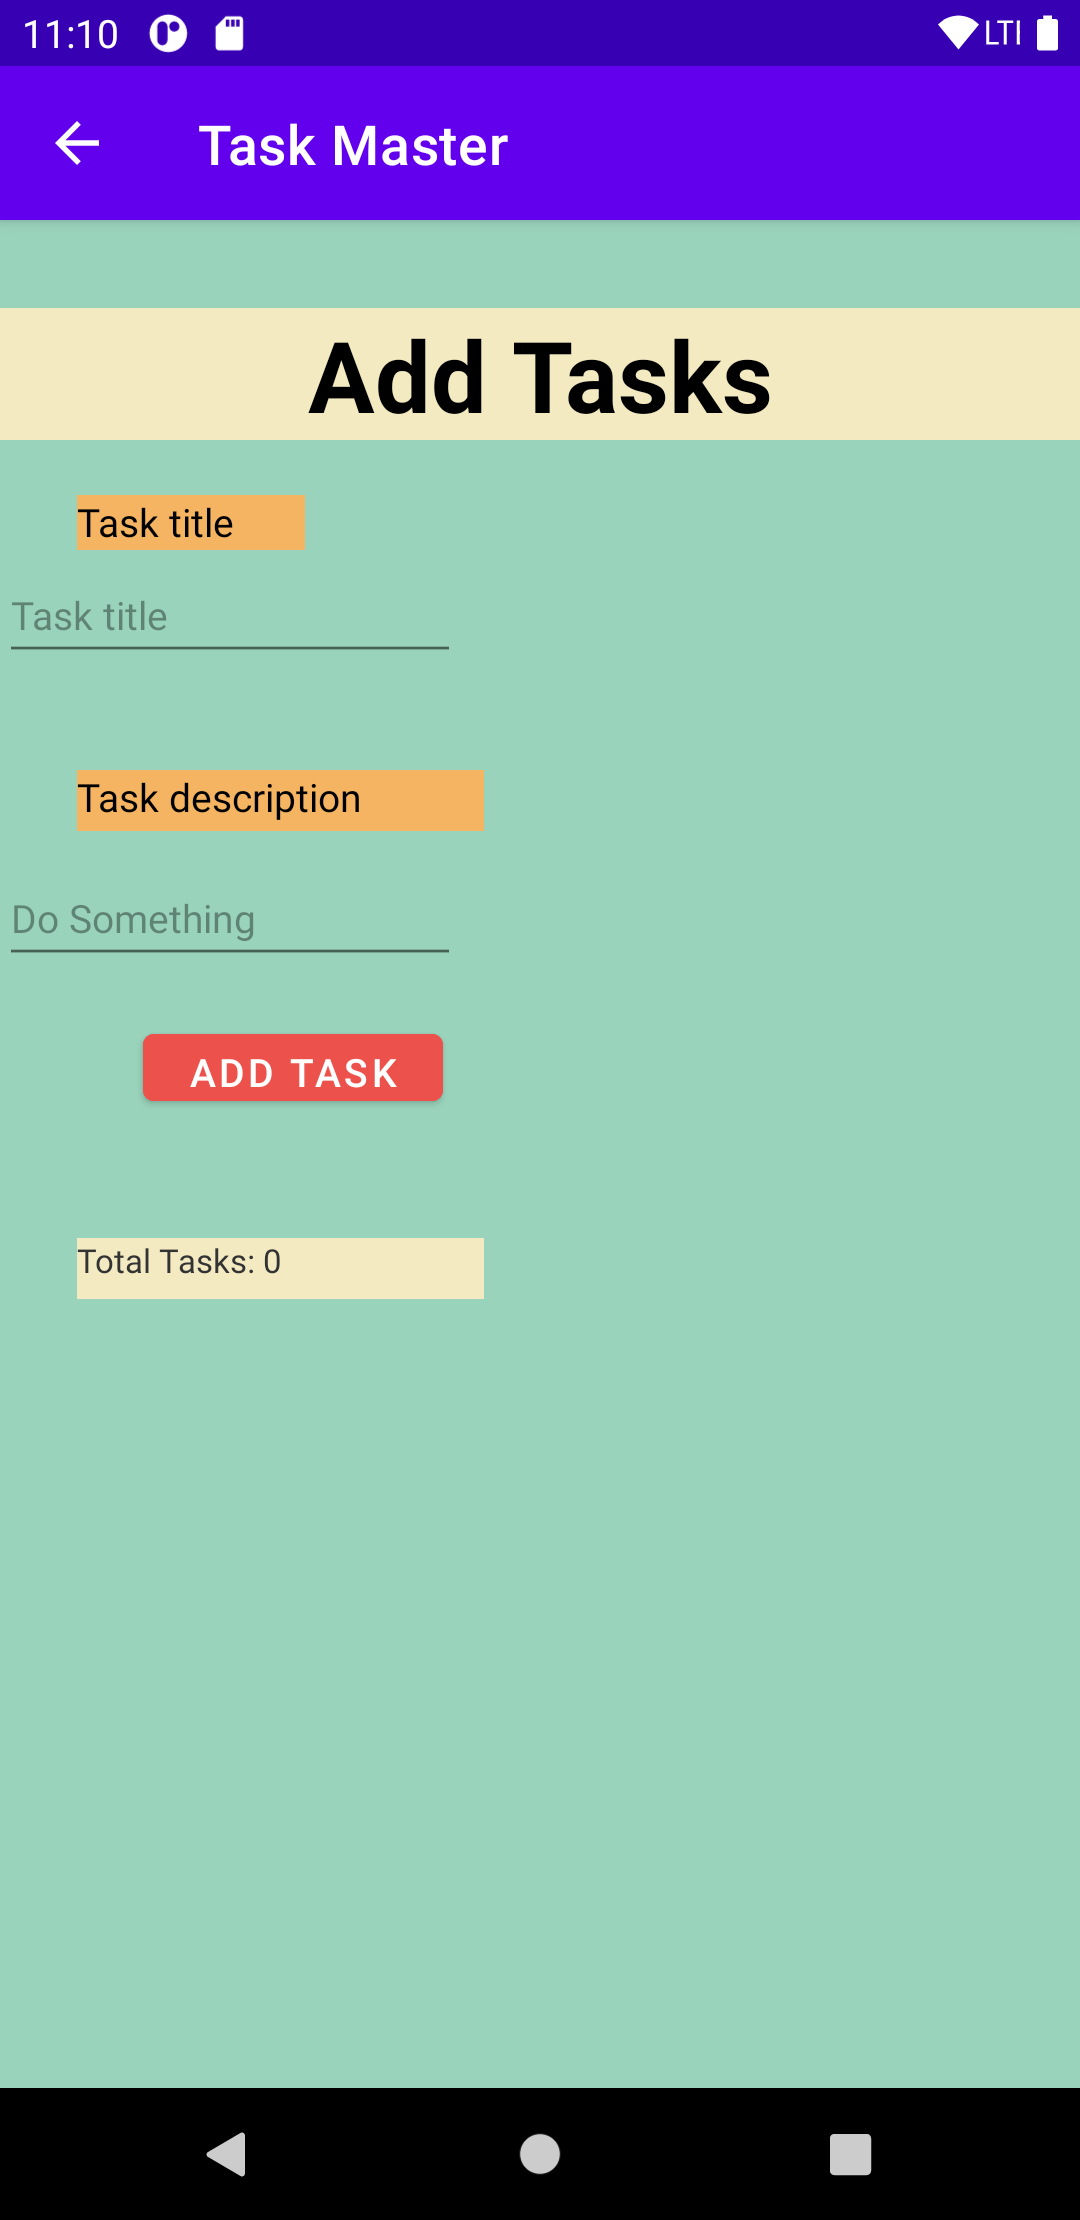 11:10 LTE
Task Master
Add Tasks
Task title
Task title
Task description
Do Something
ADD TASK
Total Tasks: 0